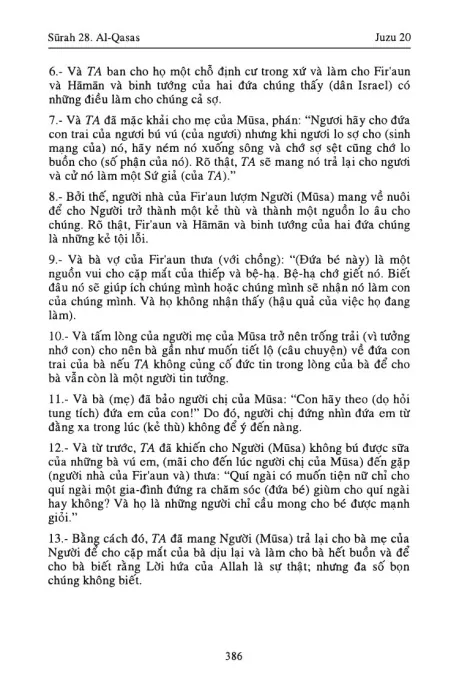 Sūrah 28. Al-Qasas Juzu 20
6.- Và TA ban cho họ một chỗ định cư trong xứ và làm cho Fir'aun
và Hāmān và binh tướng của hai đứa chúng thấy (dân Israel) có
những điều làm cho chúng cả sợ.
7.- Và TA đã mặc khải cho mẹ của Mūsa, phán: “Ngươi hãy cho đứa
con trai của ngươi bú vú (của ngươi) nhưng khi ngươi lo sợ cho (sinh
mạng của) nó, hãy ném nó xuống sông và chớ sợ sệt cũng chớ lo
buồn cho (số phận của nó). Rõ thật, TA sẽ mang nó trả lại cho ngươi
và cử nó làm một Sứ giả (của TA).”
8.- Bởi thế, người nhà của Fir'aun lượm Người (Mūsa) mang về nuôi
để cho Người trở thành một kẻ thù và thành một nguồn lo âu cho
chúng. Rõ thật, Fir'aun và Hāmān và binh tướng của hai đứa chúng
là những kẻ tội lỗi.
9.- Và bà vợ của Fir'aun thưa (với chồng): “(Đứa bé này) là một
nguồn vui cho cặp mắt của thiếp và bệ-hạ. Bệ-hạ chớ giết nó. Biết
đâu nó sẽ giúp ích chúng mình hoặc chúng mình sẽ nhận nó làm con
của chúng mình. Và họ không nhận thấy (hậu quả của việc họ đang
làm).
10.- Và tấm lòng của người mẹ của Mūsa trở nên trống trải (vì tưởng
nhớ con) cho nên bà gần như muốn tiết lộ (câu chuyện) về đứa con
trai của bà nếu TA không củng cố đức tin trong lòng của bà để cho
bà vẫn còn là một người tin tưởng.
11.- Và bà (mẹ) đã bảo người chị của Mūsa: “Con hãy theo (dọ hỏi
tung tích) đứa em của con!” Do đó, người chị đứng nhìn đứa em từ
đằng xa trong lúc (kẻ thù) không để ý đến nàng.
12.- Và từ trước, TA đã khiến cho Người (Mūsa) không bú được sữa
của những bà vú em, (mãi cho đến lúc người chị của Mūsa) đến gặp
(người nhà của Fir'aun và) thưa: “Quí ngài có muốn tiện nữ chỉ cho
quí ngài một gia-đình đứng ra chăm sóc (đứa bé) giùm cho quí ngài
hay không? Và họ là những người chỉ cầu mong cho bé được mạnh
giỏi.”
13.- Bằng cách đó, TA đã mang Người (Mūsa) trả lại cho bà mẹ của
Người để cho cặp mắt của bà dịu lại và làm cho bà hết buồn và để
cho bà biết rằng Lời hứa của Allah là sự thật; nhưng đa số bọn
chúng không biết.
386